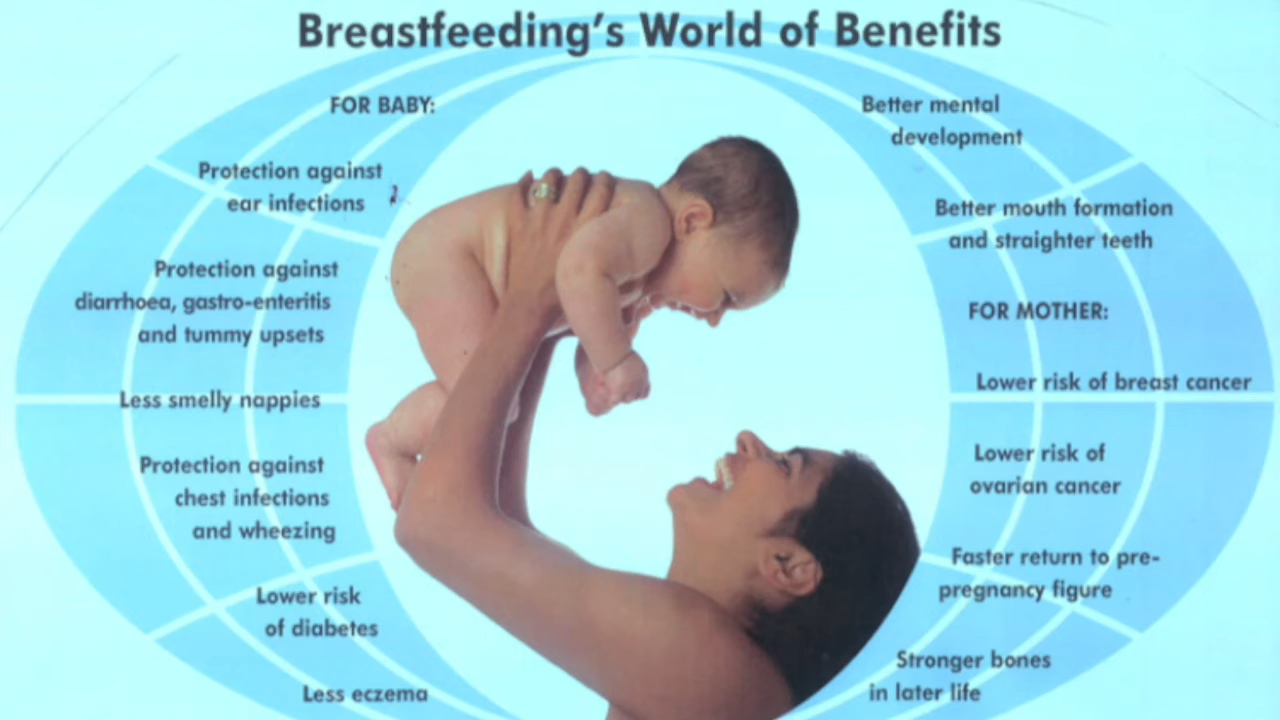 Breastfeeding's World of Benefits
FOR BABY:
Protection against
ear infections
Protection against
diarrhoea, gastro-enteritis
and tummy upsets
Less smelly nappies
Protection against
chest infections
and wheezing
Lower risk
of diabetes
Less eczema
Better mental
development
Better mouth formation
and straighter teeth
FOR MOTHER:
Lower risk of breast cancer
Lower risk of
ovarian cancer
Faster return to pre-
pregnancy figure
Stronger bones
in later life